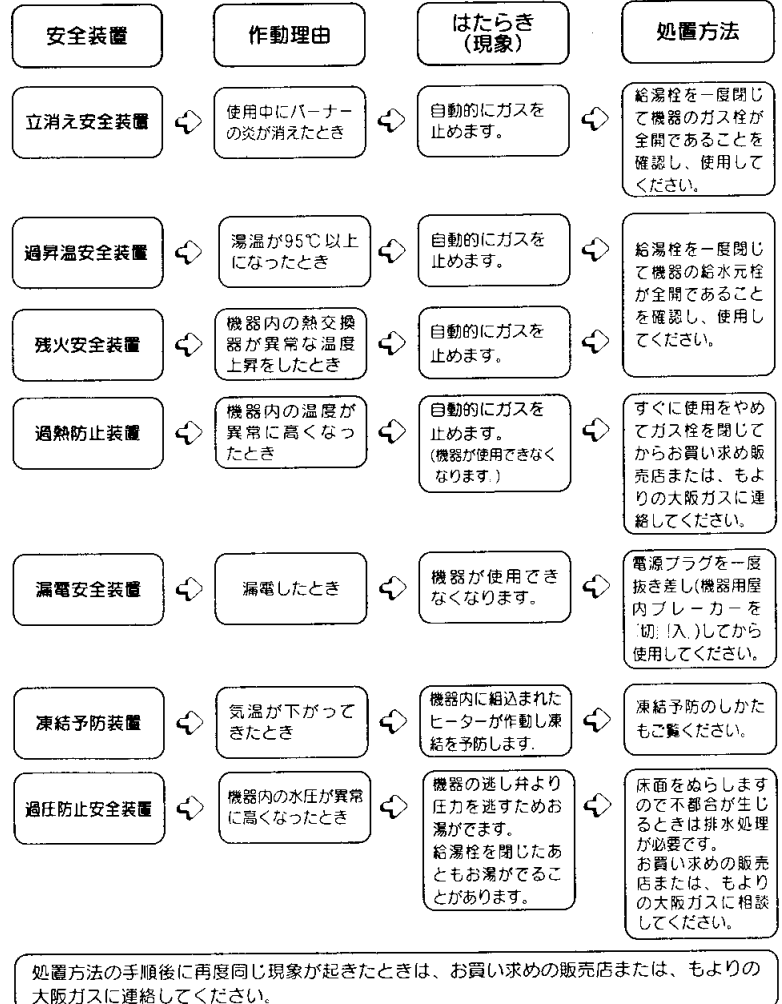 安全装置
作動理由
はたらき
(現象)
処置方法
立消え安全装置
使用中にバーナー
の炎が消えたとき
自動的にガスを
止めます。
給湯栓を一度閉じ
て機器のガス栓が
全開であることを
確認し、使用して
ください。
過昇温安全装置
湯温が95℃以上
になったとき
自動的にガスを
止めます。
給湯栓を一度閉じ
て機器の給水元栓
が全開であること
を確認し、使用し
てください。
残火安全装置
機器内の熱交換
器が異常な温度
上昇をしたとき
自動的にガスを
止めます。
過熱防止装置
機器内の温度が
異常に高くなっ
たとき
自動的にガスを
止めます。
(機器が使用できなく
なります.)
すぐに使用をやめ
てガス栓を閉じて
からお買い求め販
売店または、もよ
りの大阪ガスに連
絡してください。
漏電安全装置
漏電したとき
機器が使用でき
なくなります。
電源プラグを一度
抜き差し(機器用屋
内ブレーカーを
「切」「入」)してから
使用してください。
凍結予防装置
気温が下がって
きたとき
機器内に組込まれた
ヒーターが作動し凍
結を予防します.
凍結予防のしかた
もご覧ください。
過圧防止安全装置
機器内の水圧が異常
に高くなったとき
機器の逃し弁より
圧力を逃すためお
湯がでます。
給湯栓を閉じたあ
ともお湯がでるこ
とがあります。
床面をぬらします
ので不都合が生じ
るときは排水処理
が必要です。
お買い求めの販売
店または、もより
の大阪ガスに相談
してください。
処置方法の手順後に再度同じ現象が起きたときは、お買い求めの販売店または、もよりの
大阪ガスに連絡してください。